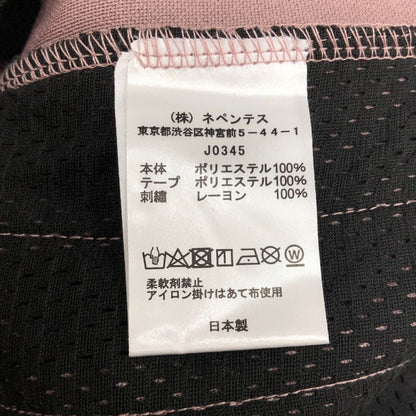 (株) ネペンテス
東京都渋谷区神宮前5-44-1
J0345
本体 ポリエステル100%
テープ ポリエステル100%
刺繍 レーヨン 100%
W
柔軟剤禁止
アイロン掛けはあて布使用
日本製